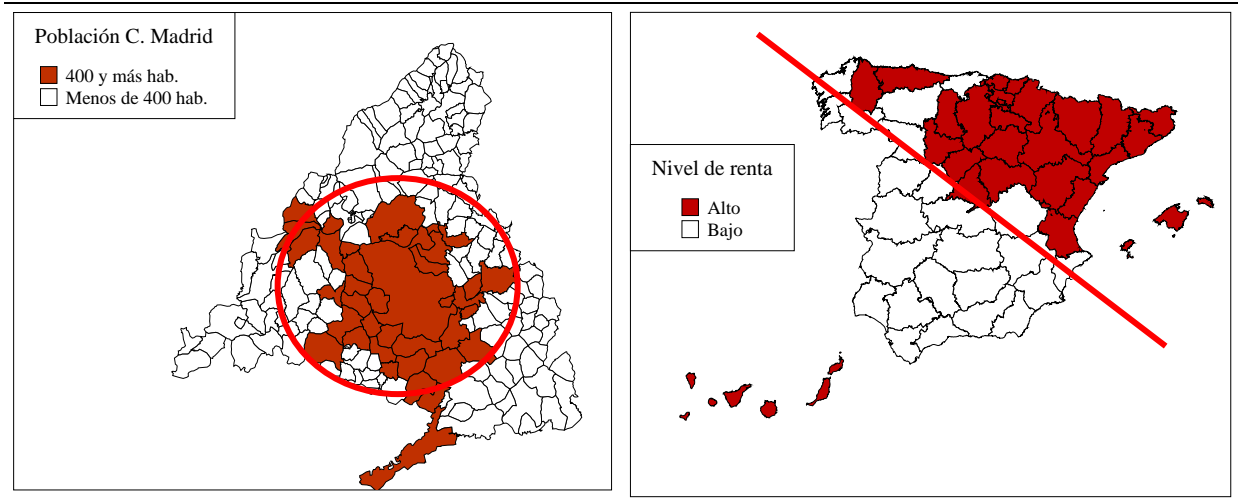 Población C. Madrid
400 y más hab.
Menos de 400 hab.
Nivel de renta
Alto
Bajo